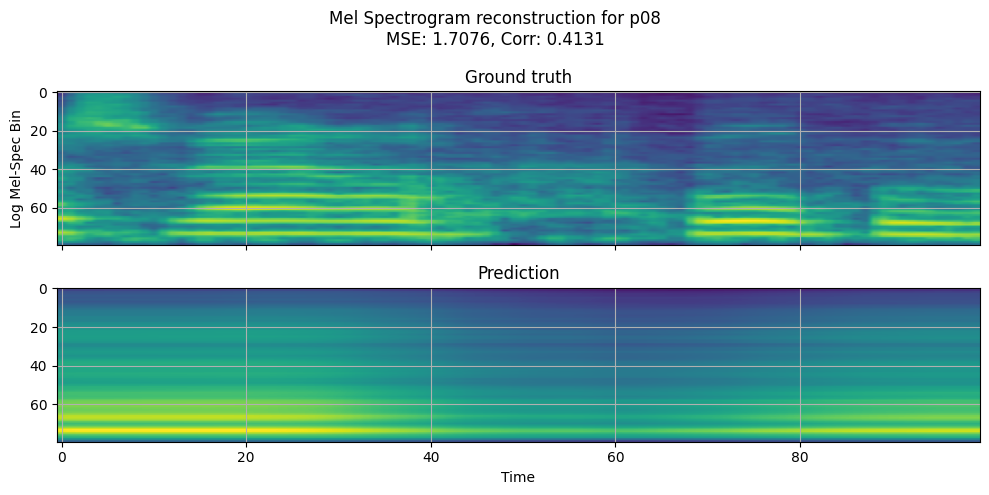 Mel Spectrogram reconstruction for p08
MSE: 1.7076, Corr: 0.4131
Ground truth
Log Mel-Spec Bin
0
20
40
60
Prediction
0
20
40
60
0 20 40 60 80
Time